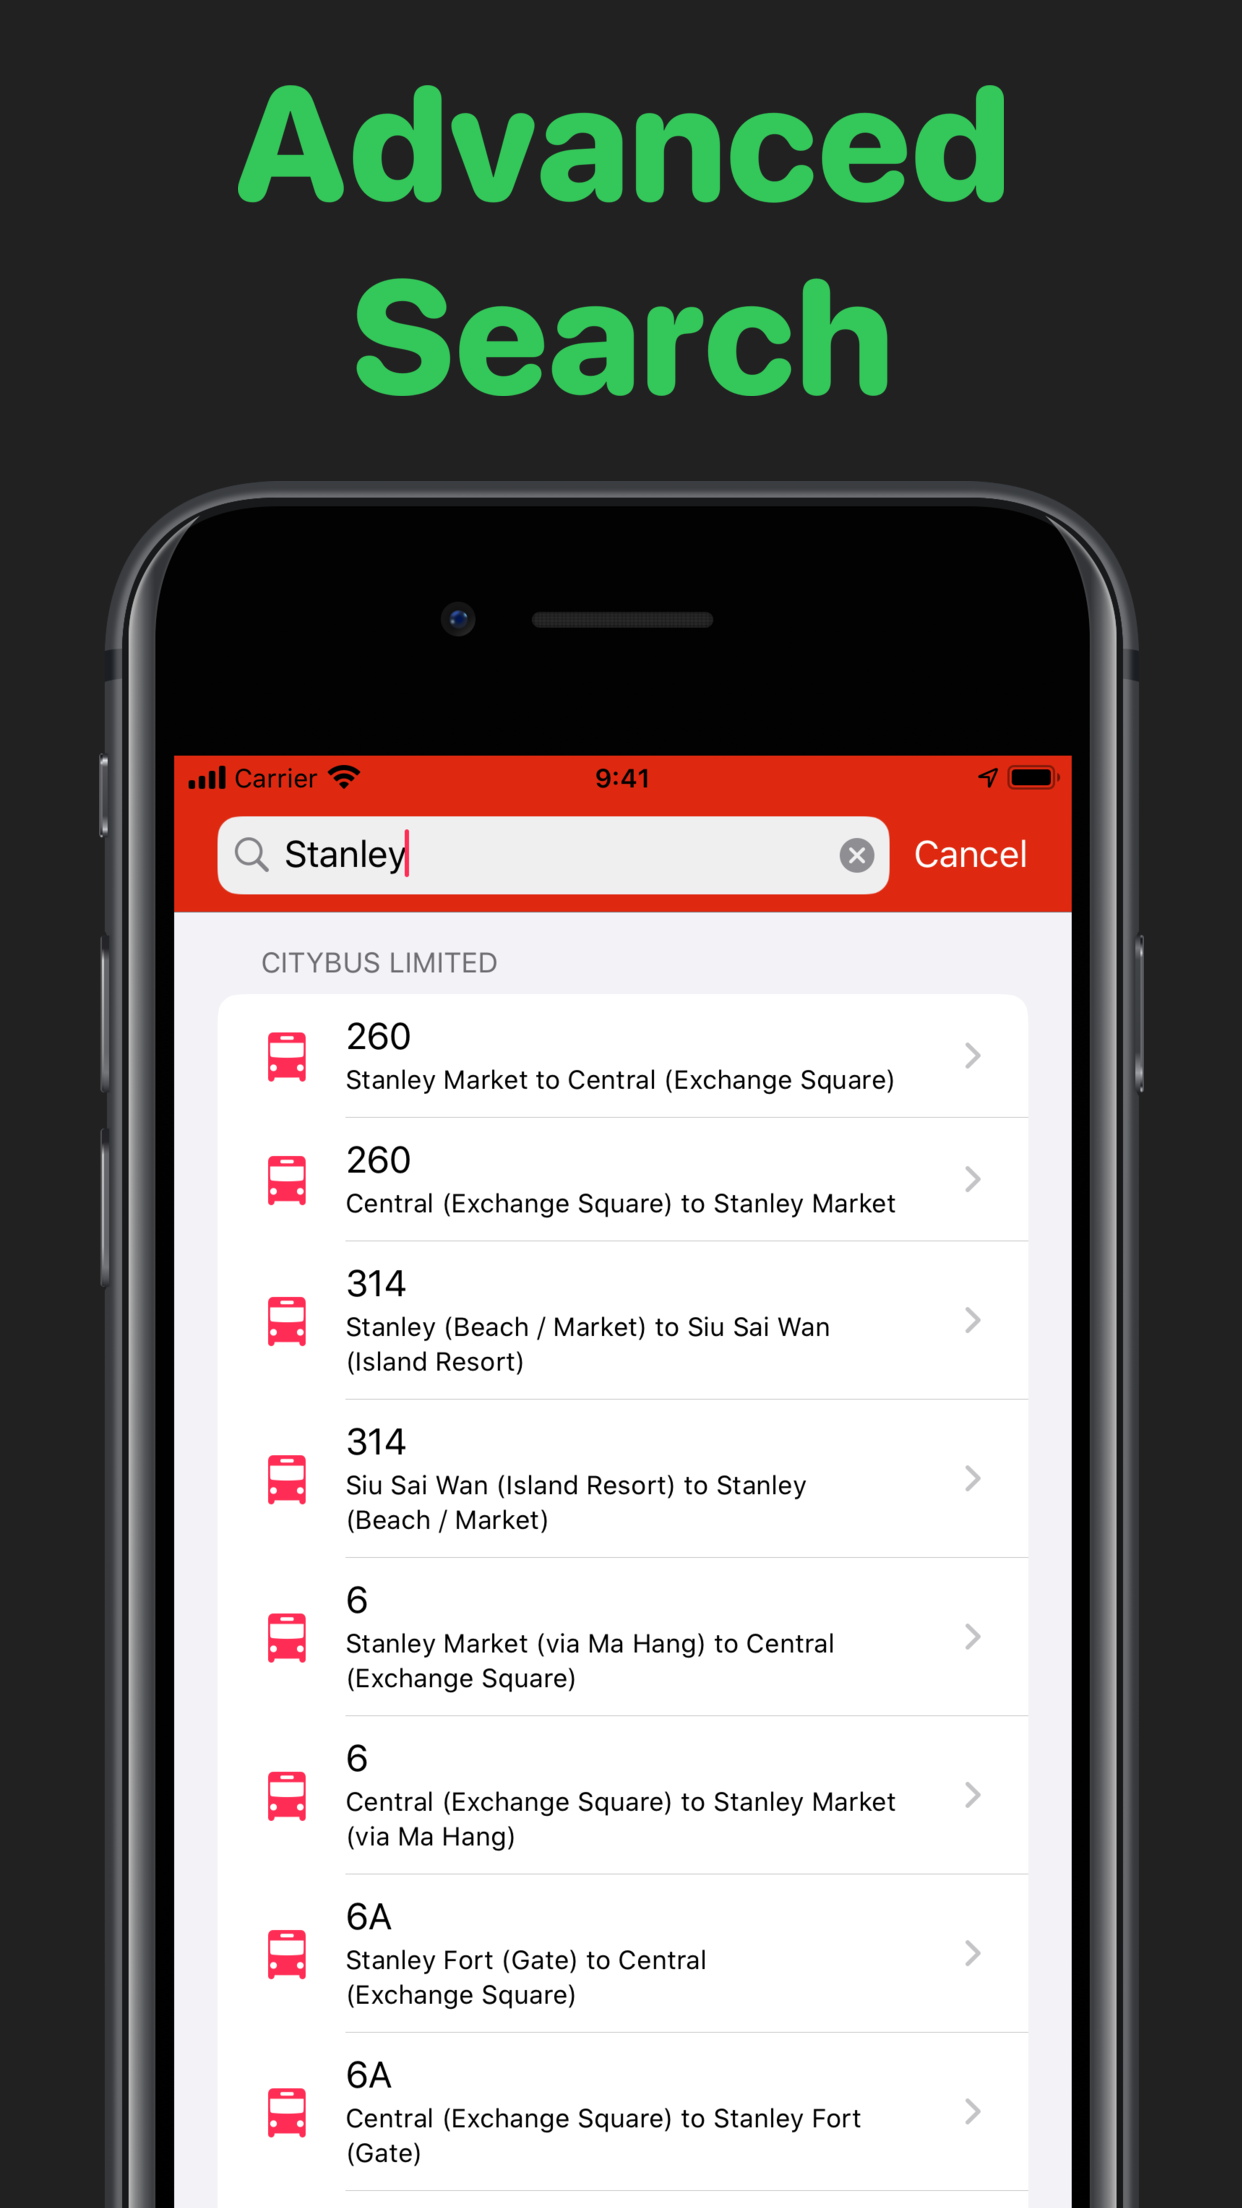 Advanced
Search
Carrier 9:41
Stanley Cancel
CITYBUS LIMITED
260
Stanley Market to Central (Exchange Square)
260
Central (Exchange Square) to Stanley Market
314
Stanley (Beach / Market) to Siu Sai Wan
(Island Resort)
314
Siu Sai Wan (Island Resort) to Stanley
(Beach / Market)
6
Stanley Market (via Ma Hang) to Central
(Exchange Square)
6
Central (Exchange Square) to Stanley Market
(via Ma Hang)
6A
Stanley Fort (Gate) to Central
(Exchange Square)
6A
Central (Exchange Square) to Stanley Fort
(Gate)